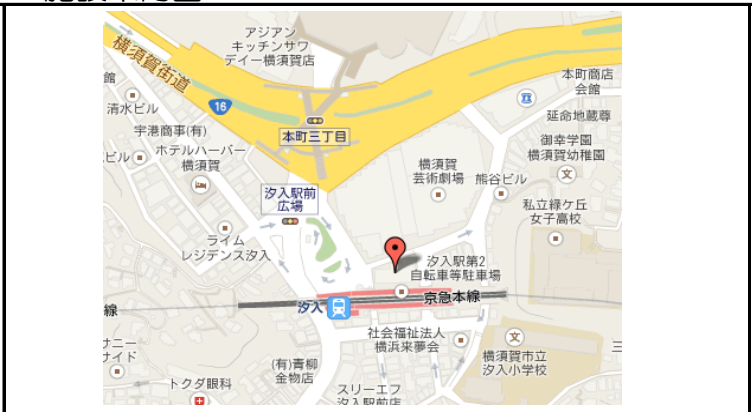 アジアン
キッチンサワ
デイー横須賀店
横須賀街道
館
清水ビル
16
本町商店
会館
延命地蔵尊
宇港商事(有)
本町三丁目
御幸学園
横須賀幼稚園
ビル
ホテルハーバー
横須賀
横須賀
芸術劇場
熊谷ビル
文
汐入駅前
広場
私立緑ケ丘
女子高校
ライム
レジデンス汐入
汐入駅第2
自転車等駐車場
京急本線
線
汐入
社会福祉法人
横浜来夢会
文
横須賀市立
汐入小学校
ニー
サイド
(有)青柳
金物店
トクダ眼科
スリーエフ
汐入駅前店